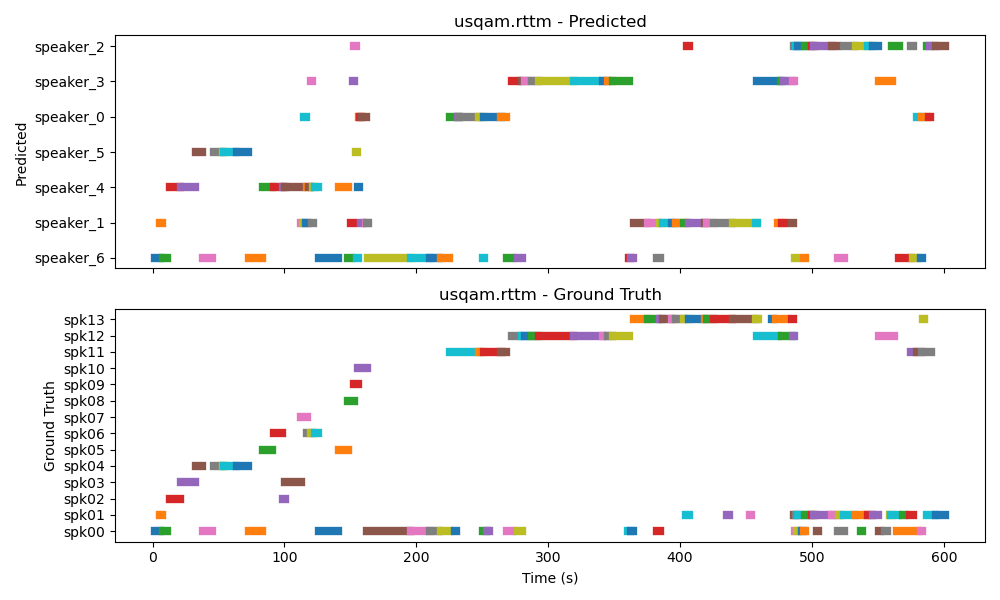 usqam.rttm - Predicted
Predicted
speaker_2
speaker_3
speaker_0
speaker_5
speaker_4
speaker_1
speaker_6
usqam.rttm - Ground Truth
Ground Truth
spk13
spk12
spk11
spk10
spk09
spk08
spk07
spk06
spk05
spk04
spk03
spk02
spk01
spk00
0 100 200 300 400 500 600
Time (s)